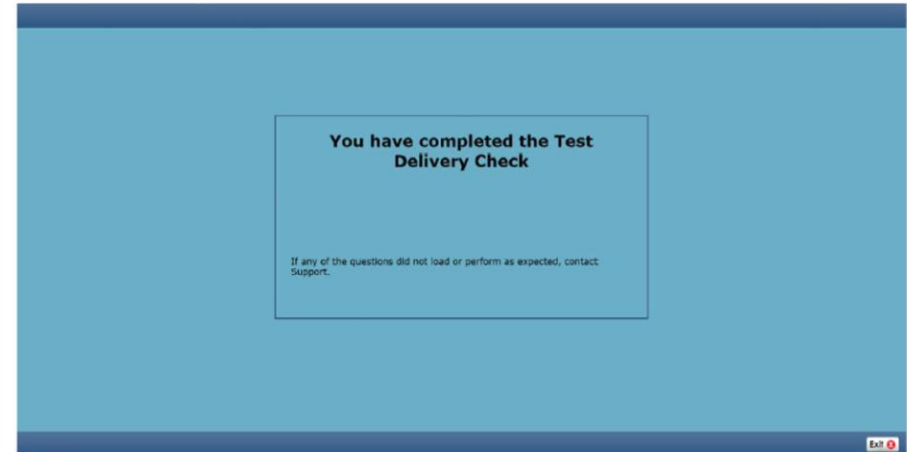 You have completed the Test
Delivery Check
If any of the questions did not load or perform as expected, contact
Support.
Exit